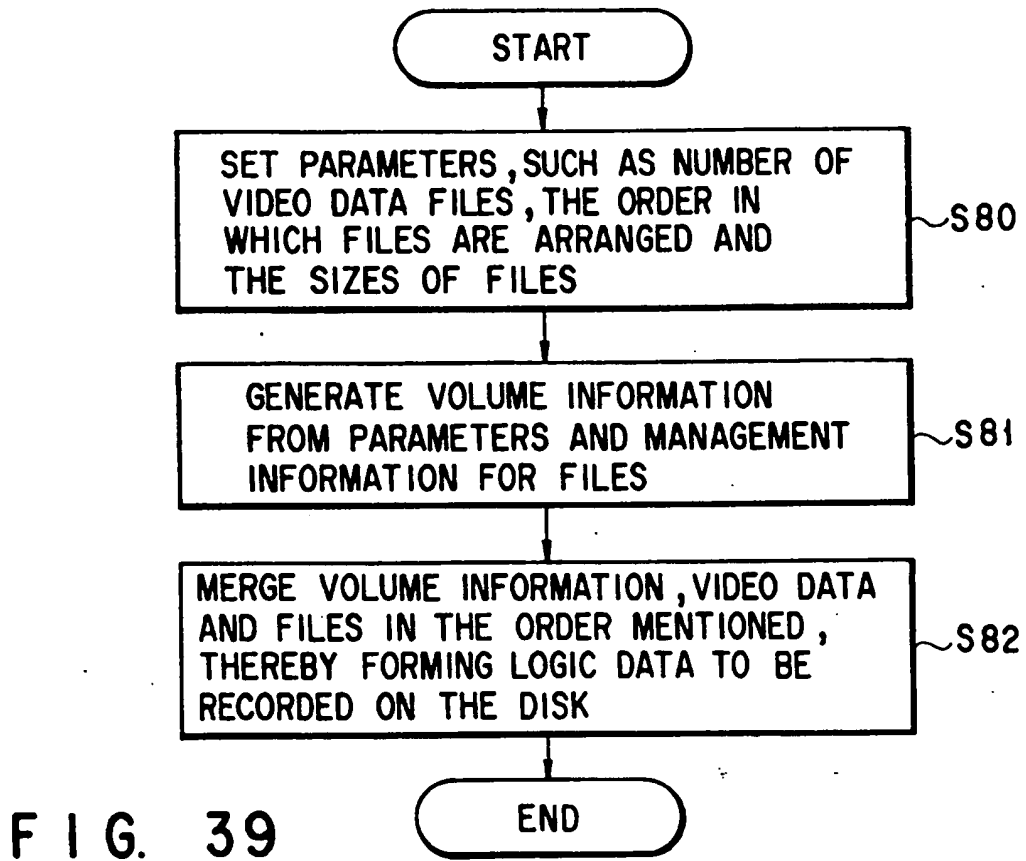 START
SET PARAMETERS, SUCH AS NUMBER OF
VIDEO DATA FILES, THE ORDER IN
WHICH FILES ARE ARRANGED AND
THE SIZES OF FILES
S80
GENERATE VOLUME INFORMATION
FROM PARAMETERS AND MANAGEMENT
INFORMATION FOR FILES
S81
MERGE VOLUME INFORMATION, VIDEO DATA
AND FILES IN THE ORDER MENTIONED,
THEREBY FORMING LOGIC DATA TO BE
RECORDED ON THE DISK
S82
END
FIG. 39